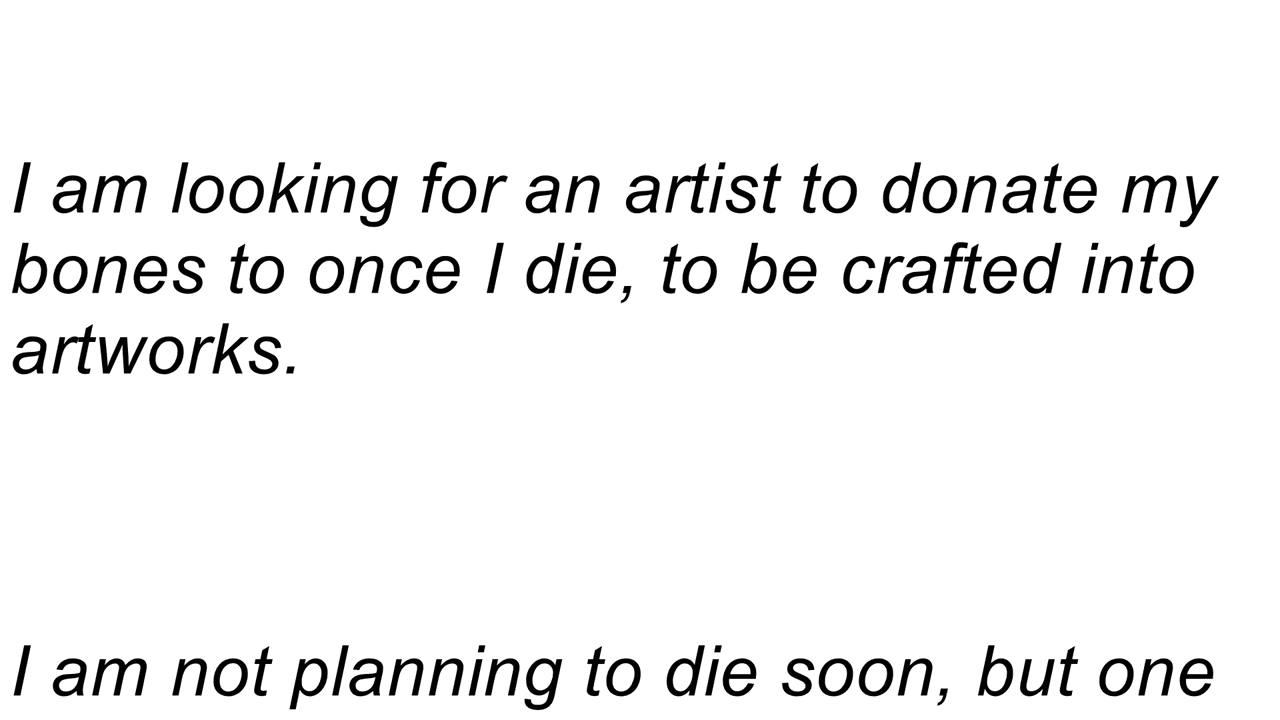 I am looking for an artist to donate my
bones to once I die, to be crafted into
artworks.
I am not planning to die soon, but one